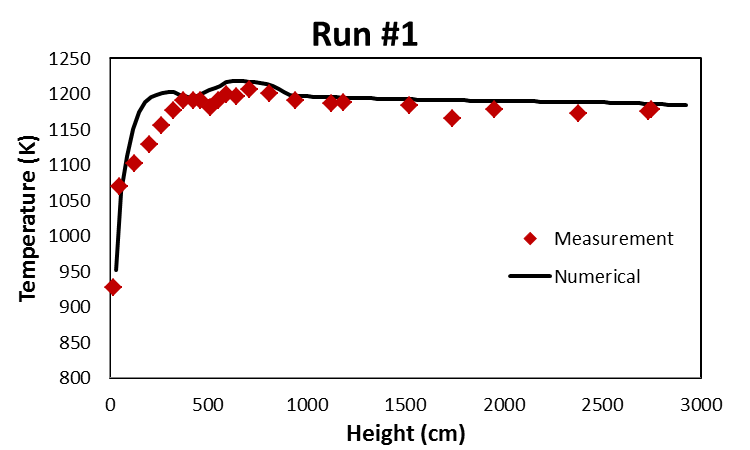 Run #1
1250
1200
1150
1100
1050
1000
950
900
850
800
Temperature (K)
Measurement
Numerical
0 500 1000 1500 2000 2500 3000
Height (cm)